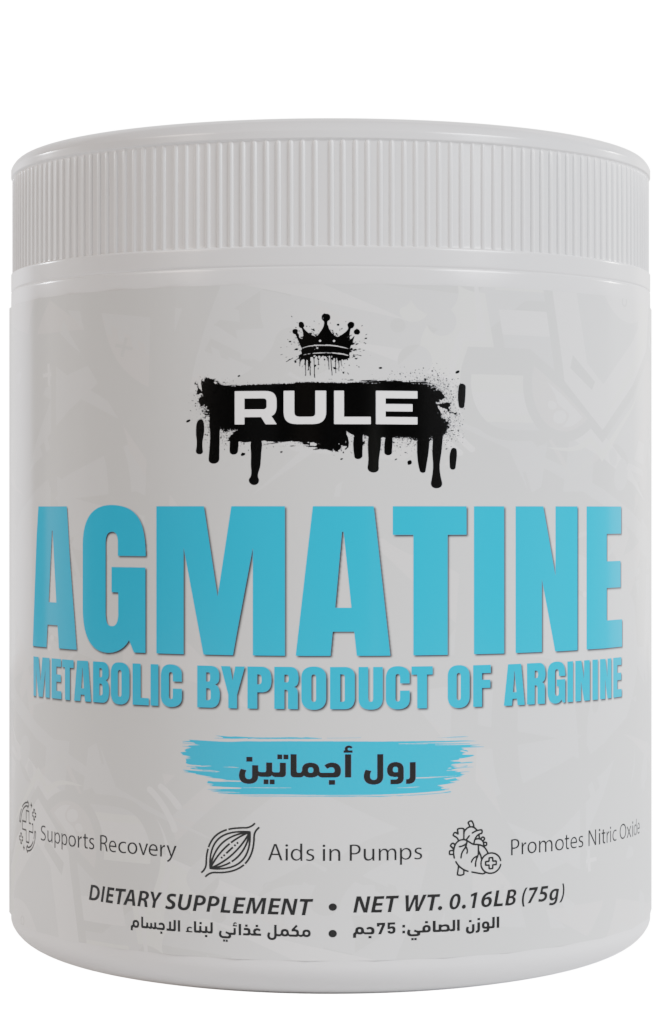 RULE
AGMATINE
METABOLIC BYPRODUCT OF ARGININE
رول أجماتين
Supports Recovery
Aids in Pumps
Promotes Nitric Oxide
DIETARY SUPPLEMENT • NET WT. 0.16LB (75g)
مكمل غذائي لبناء الاجسام • الوزن الصافي: 75جم